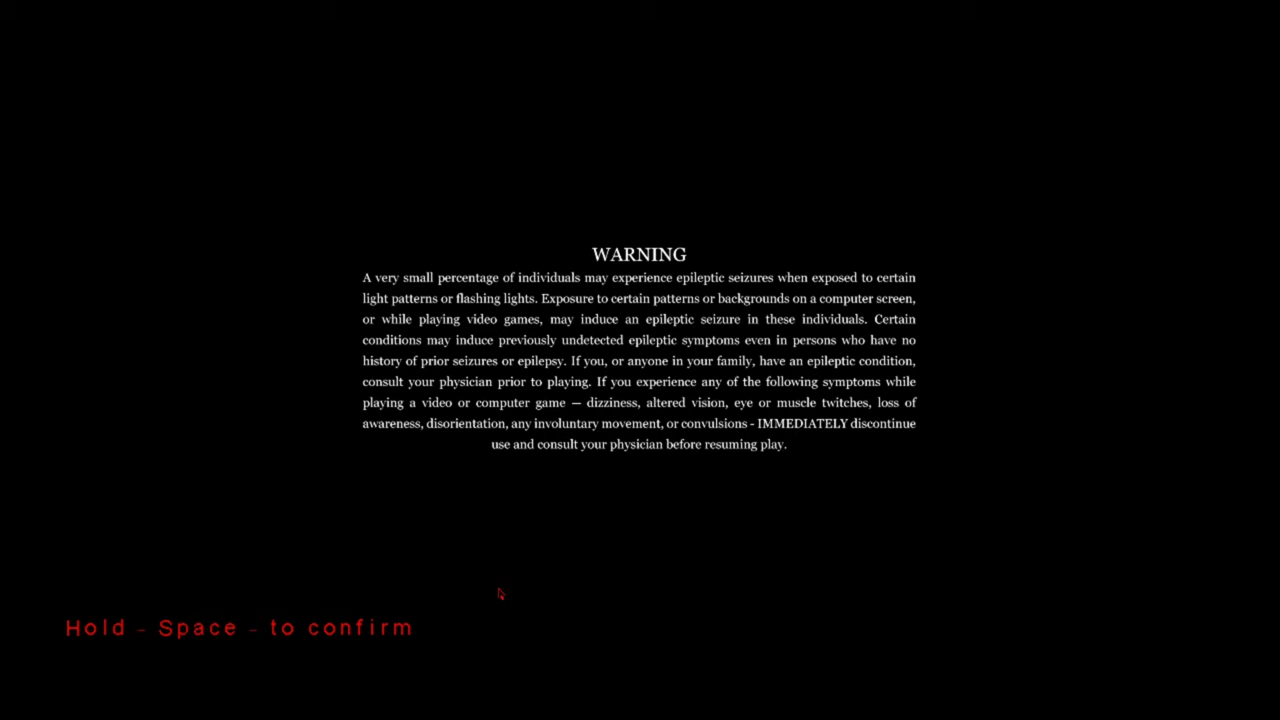 WARNING
A very small percentage of individuals may experience epileptic seizures when exposed to certain
light patterns or flashing lights. Exposure to certain patterns or backgrounds on a computer screen,
or while playing video games, may induce an epileptic seizure in these individuals. Certain
conditions may induce previously undetected epileptic symptoms even in persons who have no
history of prior seizures or epilepsy. If you, or anyone in your family, have an epileptic condition,
consult your physician prior to playing. If you experience any of the following symptoms while
playing a video or computer game — dizziness, altered vision, eye or muscle twitches, loss of
awareness, disorientation, any involuntary movement, or convulsions - IMMEDIATELY discontinue
use and consult your physician before resuming play.
Hold - Space - to confirm